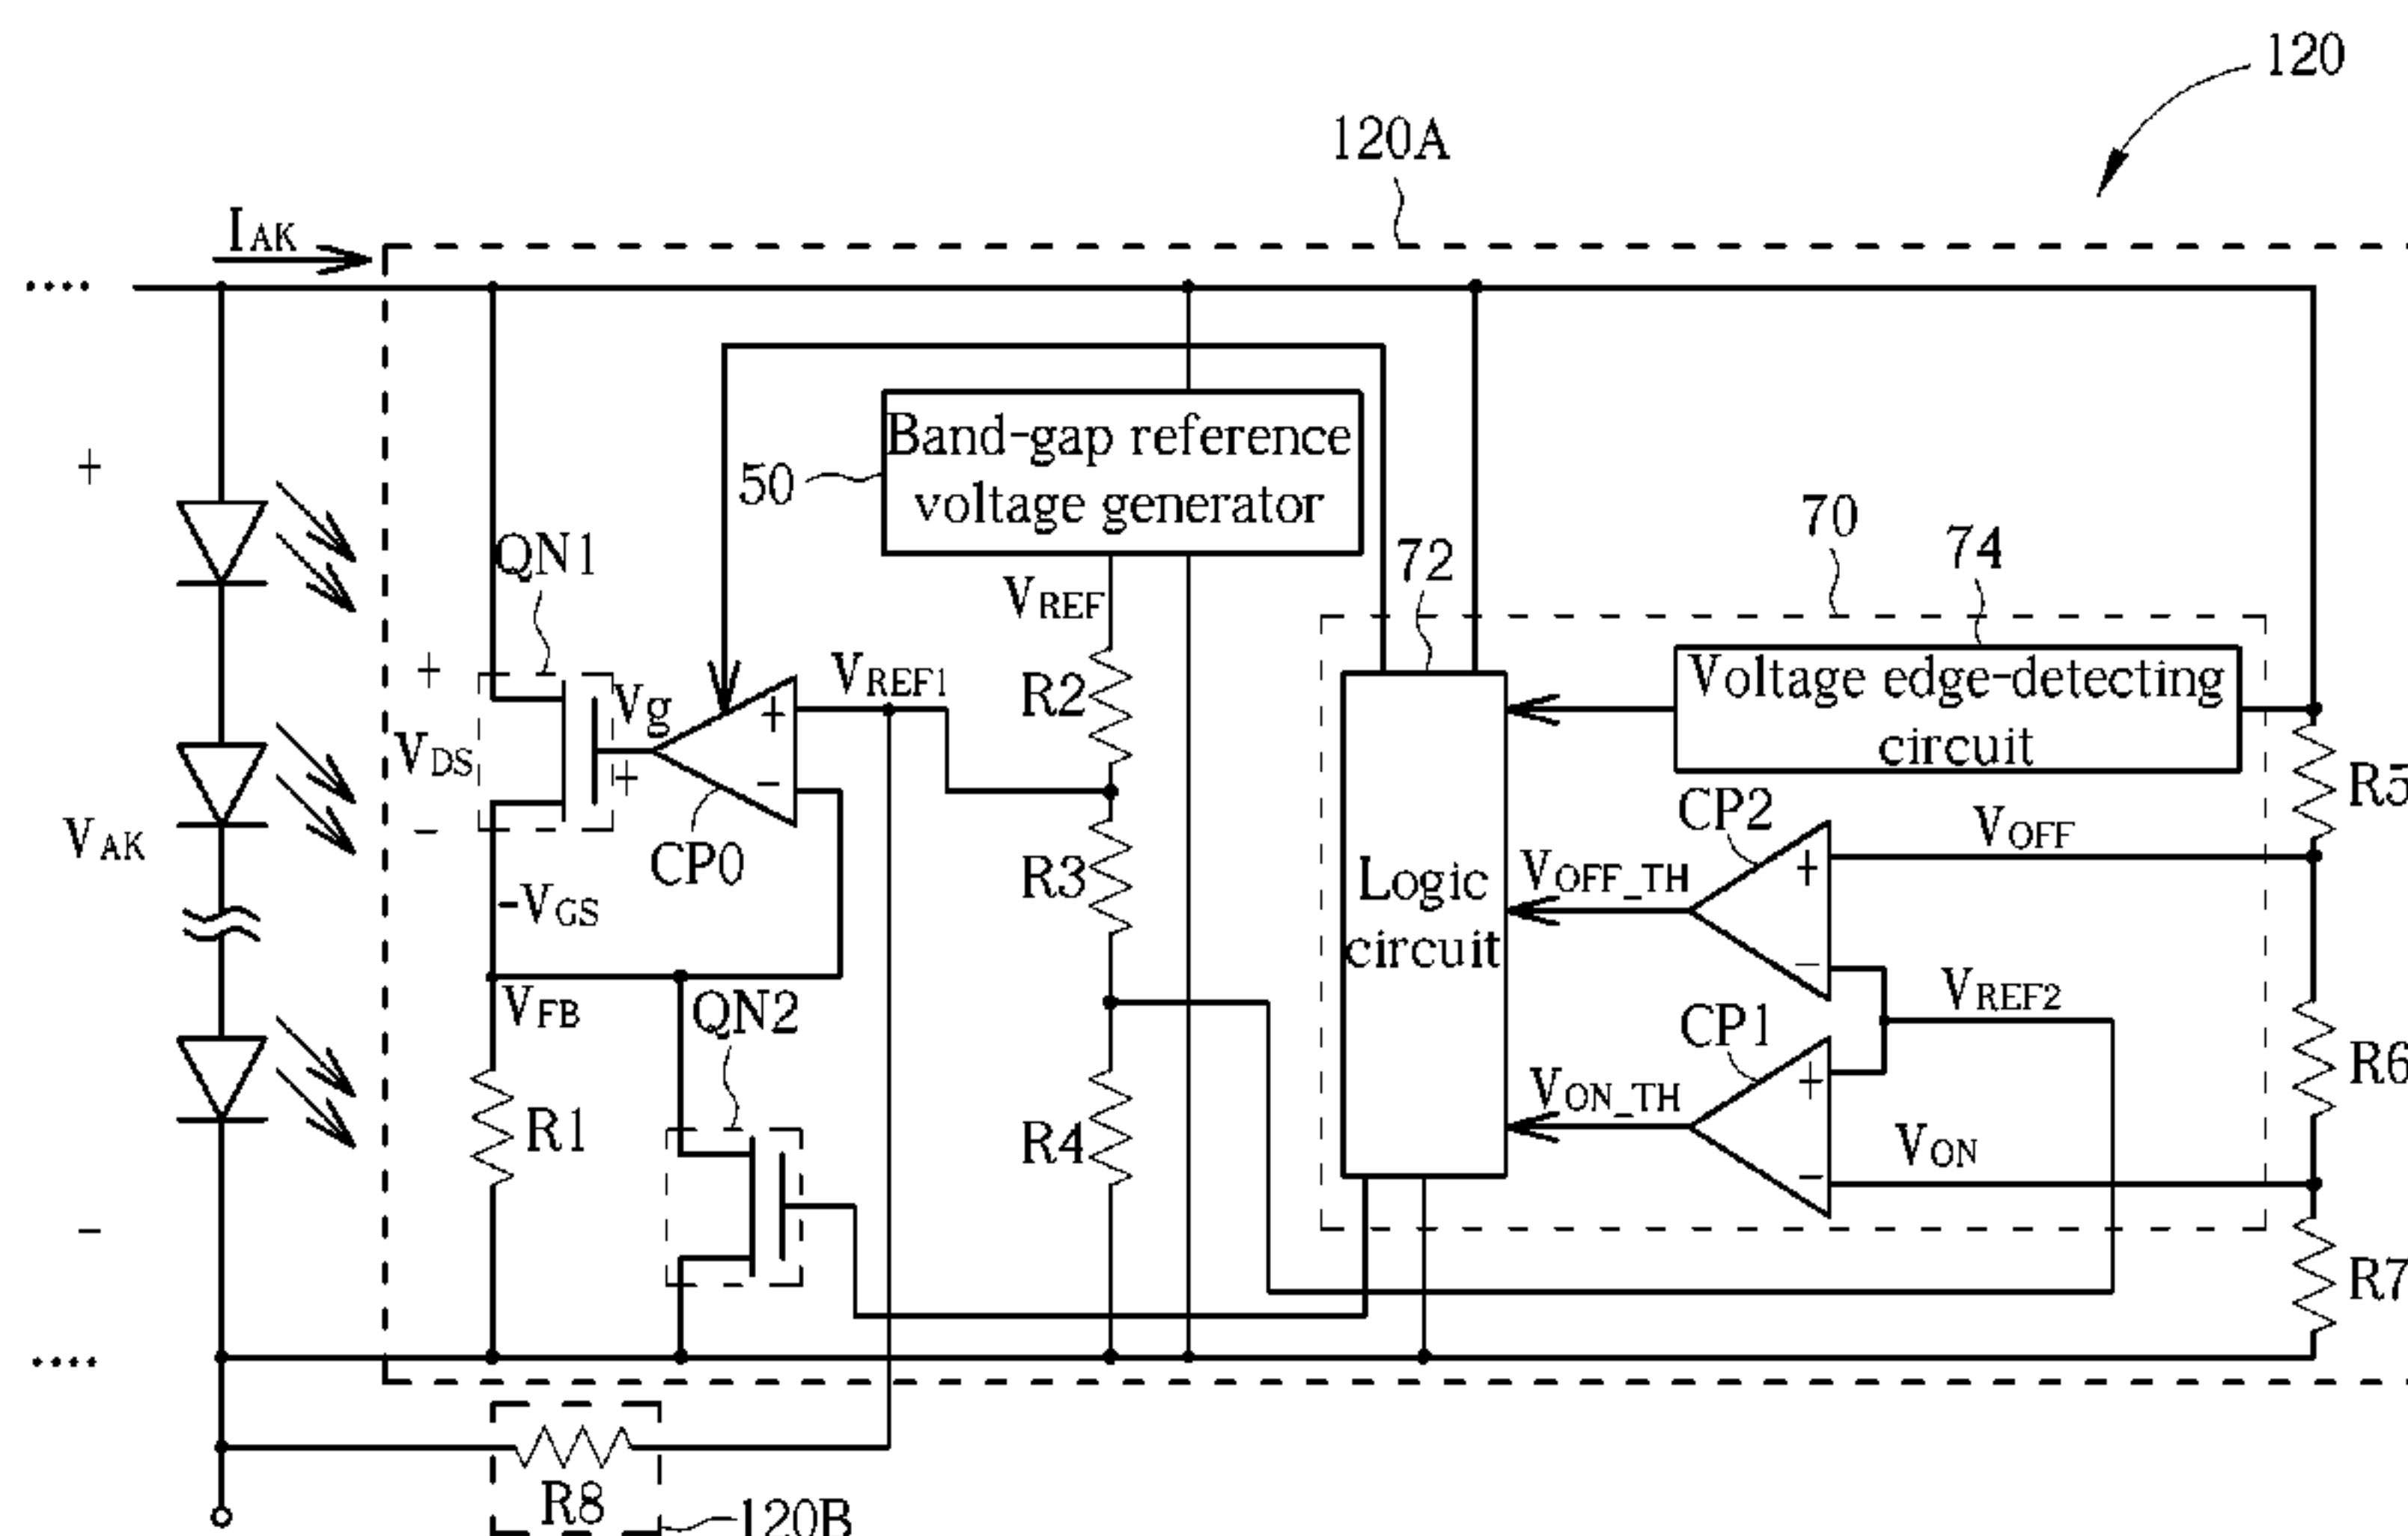 120
120A
IAK
....
+
Band-gap reference
voltage generator
50
70
74
72
QN1
VREF
Voltage edge-detecting
circuit
+
VDS
-
Vg
+
+
-
VREF1
R2
R5
CP0
CP2
VOFF
+
-
VOFF_TH
VAK
-VGS
R3
Logic
circuit
VREF2
VFB
QN2
CP1
+
-
VON_TH
R6
R1
R4
VON
-
R7
....
R8
120B